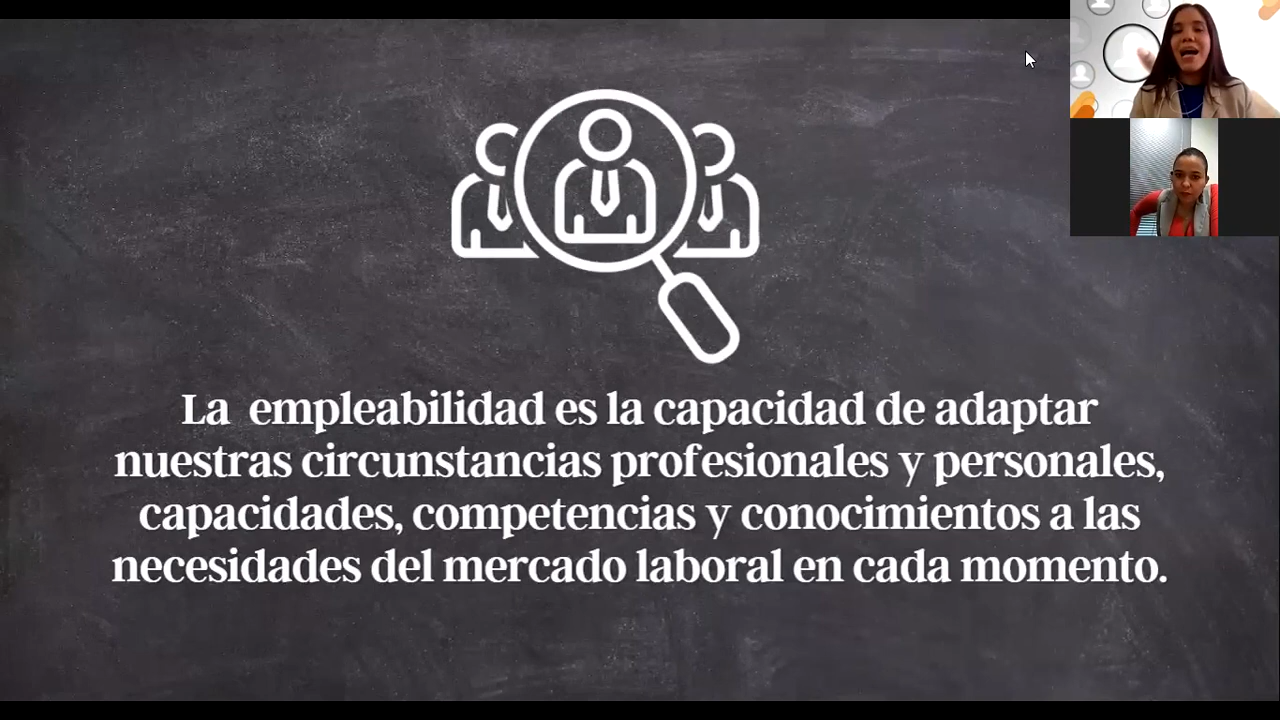 La  empleabilidad es la capacidad de adaptar
nuestras circunstancias profesionales y personales,
capacidades, competencias y conocimientos a las
necesidades del mercado laboral en cada momento.